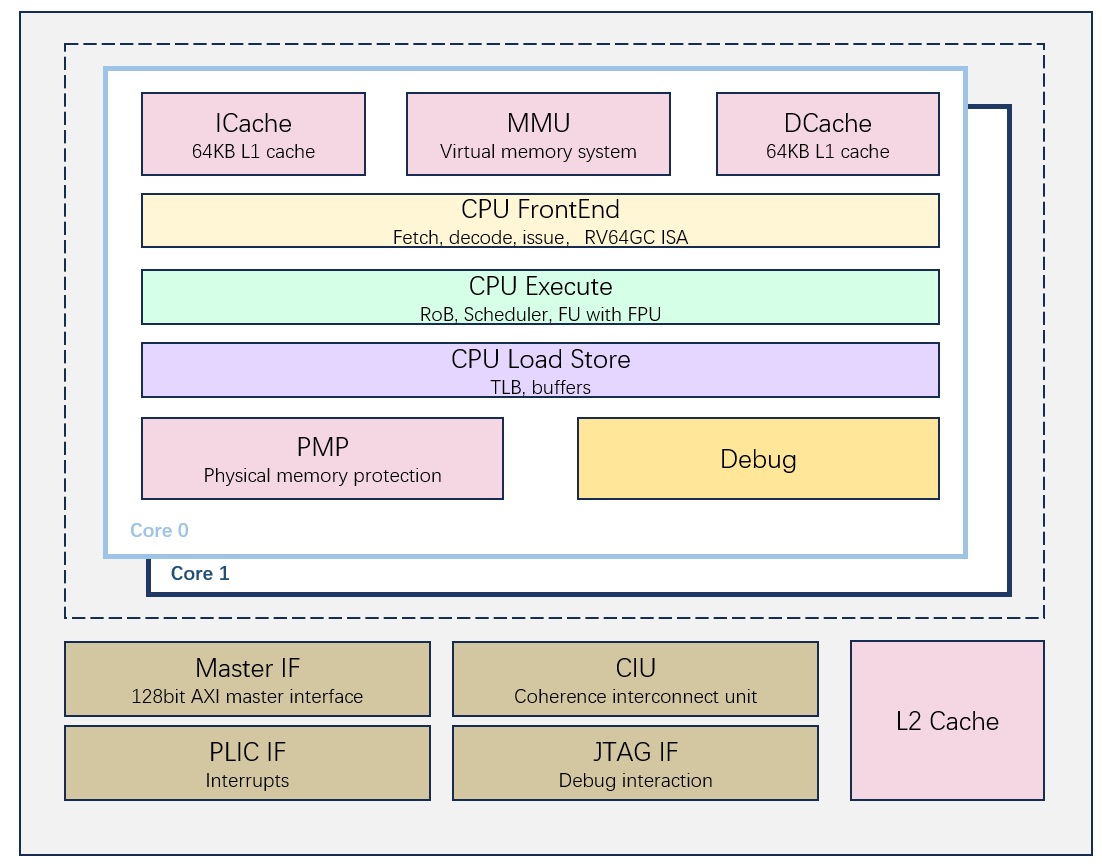 ICache
64KB L1 cache
MMU
Virtual memory system
DCache
64KB L1 cache
CPU FrontEnd
Fetch, decode, issue， RV64GC ISA
CPU Execute
RoB, Scheduler, FU with FPU
CPU Load Store
TLB, buffers
PMP
Physical memory protection
Debug
Core 0
Core 1
Master IF
128bit AXI master interface
CIU
Coherence interconnect unit
L2 Cache
PLIC IF
Interrupts
JTAG IF
Debug interaction